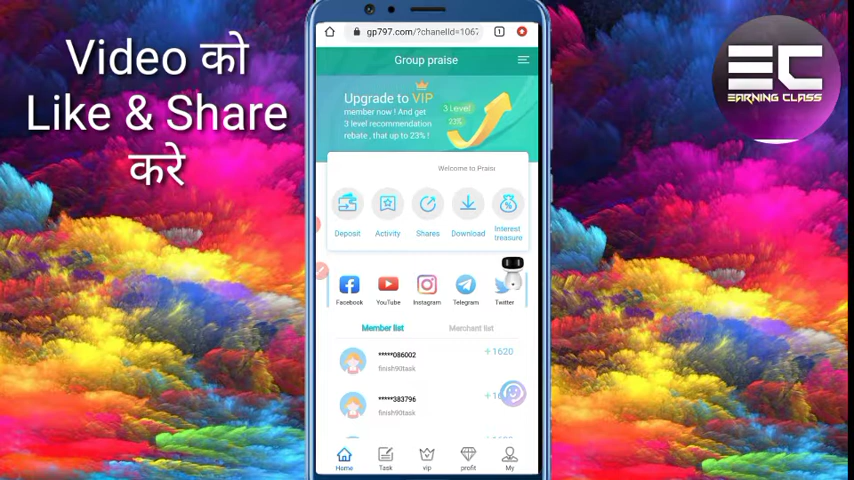 Video को
Like & Share
करे
EC
EARNING CLASS
gp797.com/?chanelId=1067
1
Group praise
Upgrade to VIP
member now ! And get
3 level recommendation
rebate , that up to 23% !
3 Level
23%
Welcome to Praise
Deposit
Activity
Shares
Download
Interest
treasure
Facebook
YouTube
Instagram
Telegram
Twitter
Member list
Merchant list
*****086002
+1620
finish90task
*****383796
finish90task
Home
Task
vip
profit
My